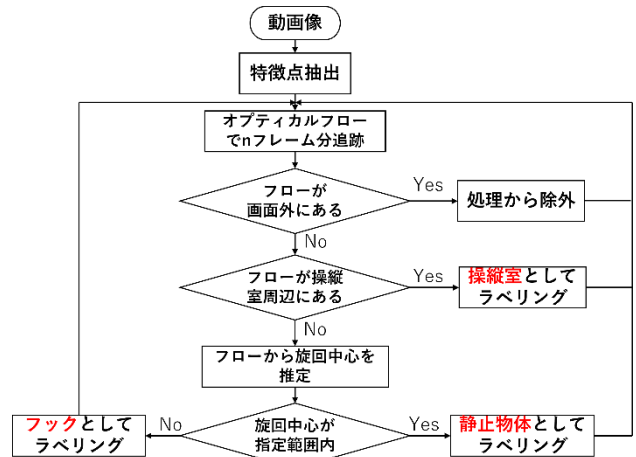 動画像
特徴点抽出
オプティカルフロー
でnフレーム分追跡
フローが
画面外にある
Yes
処理から除外
No
フローが操縦
室周辺にある
Yes
操縦室として
ラベリング
No
フローから旋回中心を
推定
フックとして
ラベリング
No
旋回中心が
指定範囲内
Yes
静止物体として
ラベリング